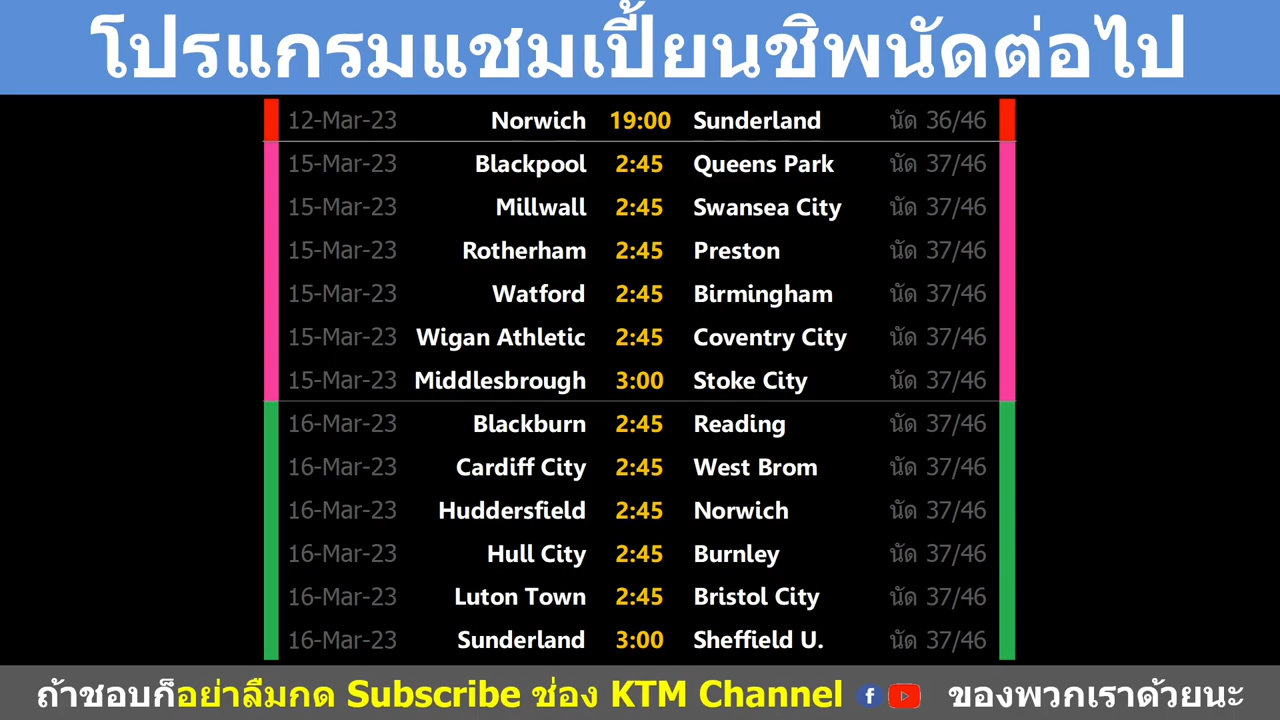 โปรแกรมแชมเปี้ยนชิพนัดต่อไป
12-Mar-23 Norwich 19:00 Sunderland นัด 36/46
15-Mar-23 Blackpool 2:45 Queens Park นัด 37/46
15-Mar-23 Millwall 2:45 Swansea City นัด 37/46
15-Mar-23 Rotherham 2:45 Preston นัด 37/46
15-Mar-23 Watford 2:45 Birmingham นัด 37/46
15-Mar-23 Wigan Athletic 2:45 Coventry City นัด 37/46
15-Mar-23 Middlesbrough 3:00 Stoke City นัด 37/46
16-Mar-23 Blackburn 2:45 Reading นัด 37/46
16-Mar-23 Cardiff City 2:45 West Brom นัด 37/46
16-Mar-23 Huddersfield 2:45 Norwich นัด 37/46
16-Mar-23 Hull City 2:45 Burnley นัด 37/46
16-Mar-23 Luton Town 2:45 Bristol City นัด 37/46
16-Mar-23 Sunderland 3:00 Sheffield U. นัด 37/46
ถ้าชอบก็อย่าลืมกด Subscribe ช่อง KTM Channel ของพวกเราด้วยนะ